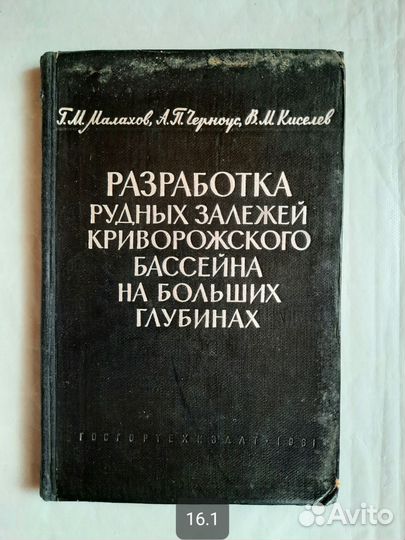 Г. М. Малахов, А. П. Черноус, В. М. Киселев
РАЗРАБОТКА
РУДНЫХ ЗАЛЕЖЕЙ
КРИВОРОЖСКОГО
БАССЕЙНА
НА БОЛЬШИХ
ГЛУБИНАХ
ГОСГОРТЕХИЗДАТ · 1961
16.1
Avito